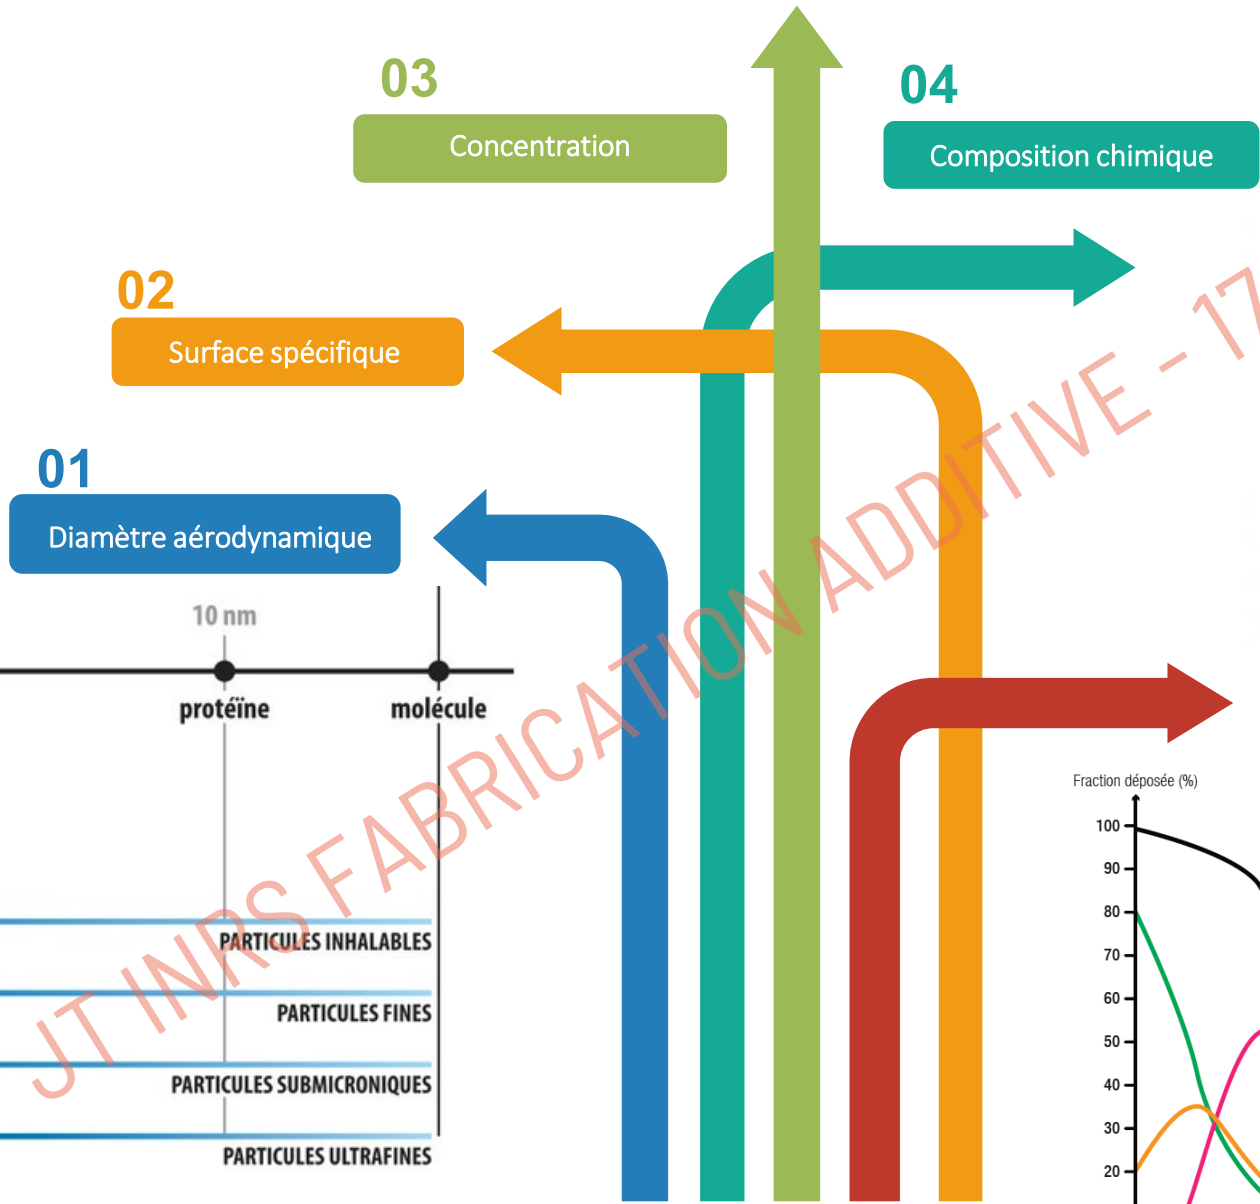 03
Concentration
04
Composition chimique
02
Surface spécifique
01
Diamètre aérodynamique
10 nm
protéïne
molécule
PARTICULES INHALABLES
PARTICULES FINES
PARTICULES SUBMICRONIQUES
PARTICULES ULTRAFINES
Fraction déposée (%)
100
90
80
70
60
50
40
30
20
JT INRS FABRICATION ADDITIVE - 17